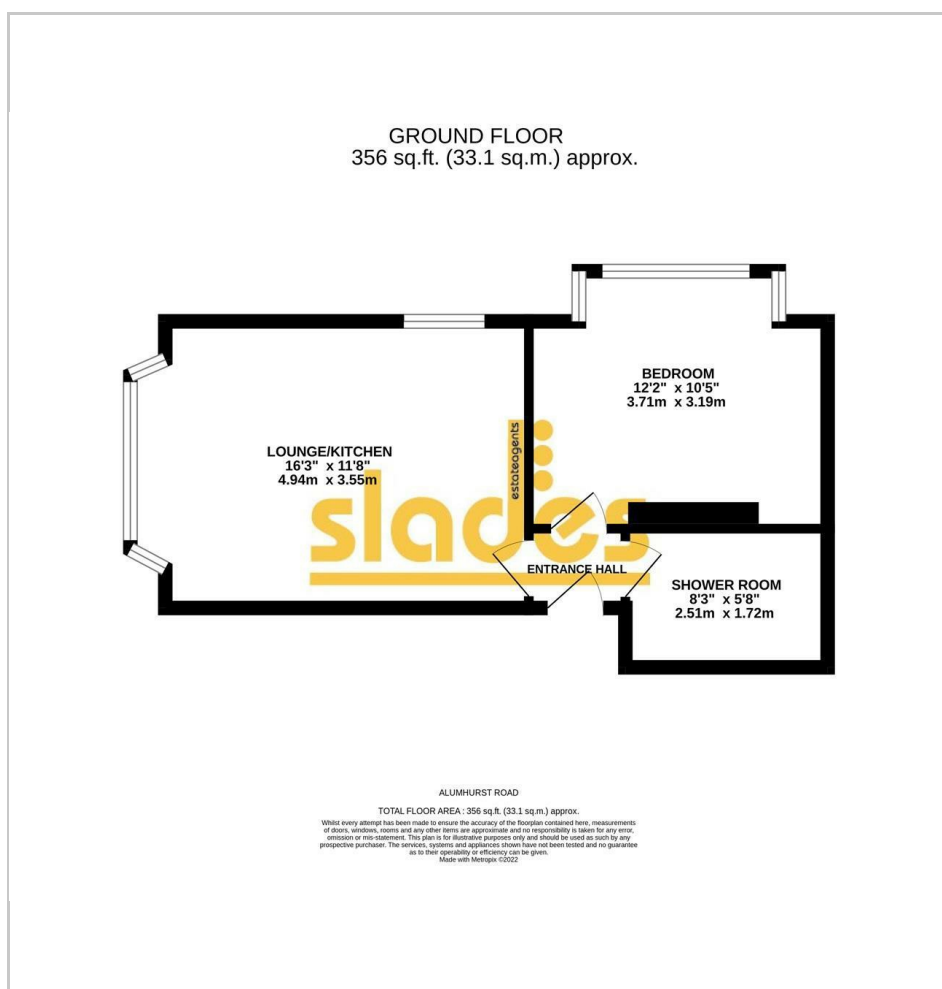 GROUND FLOOR
356 sq.ft. (33.1 sq.m.) approx.
BEDROOM
12'2" x 10'5"
3.71m x 3.19m
LOUNGE/KITCHEN
16'3" x 11'8"
4.94m x 3.55m
estateagents
slades
ENTRANCE HALL
SHOWER ROOM
8'3" x 5'8"
2.51m x 1.72m
ALUMHURST ROAD
TOTAL FLOOR AREA : 356 sq.ft. (33.1 sq.m.) approx.
Whilst every attempt has been made to ensure the accuracy of the floorplan contained here, measurements
of doors, windows, rooms and any other items are approximate and no responsibility is taken for any error,
omission or mis-statement. This plan is for illustrative purposes only and should be used as such by any
prospective purchaser. The services, systems and appliances shown have not been tested and no guarantee
as to their operability or efficiency can be given.
Made with Metropix ©2022